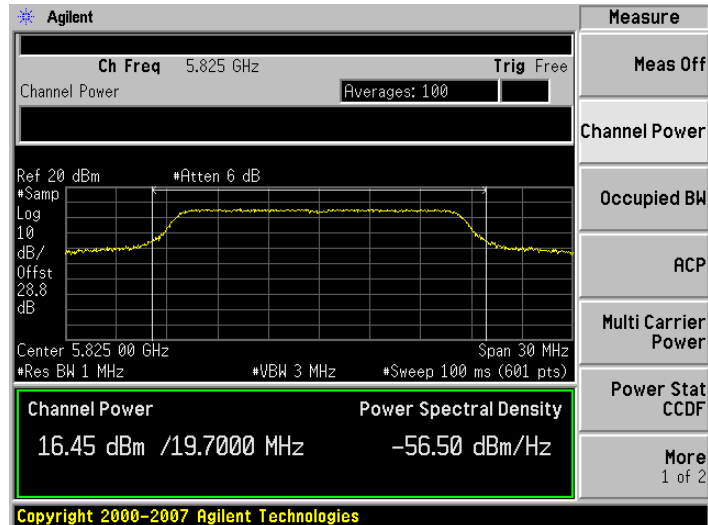 Agilent
Measure
Ch Freq 5.825 GHz Trig Free
Channel Power Averages: 100
Ref 20 dBm #Atten 6 dB
#Samp
Log
10
dB/
Offst
28.8
dB
Center 5.825 00 GHz Span 30 MHz
#Res BW 1 MHz #VBW 3 MHz #Sweep 100 ms (601 pts)
Channel Power Power Spectral Density
16.45 dBm /19.7000 MHz -56.50 dBm/Hz
Copyright 2000-2007 Agilent Technologies
Meas Off
Channel Power
Occupied BW
ACP
Multi Carrier
Power
Power Stat
CCDF
More
1 of 2